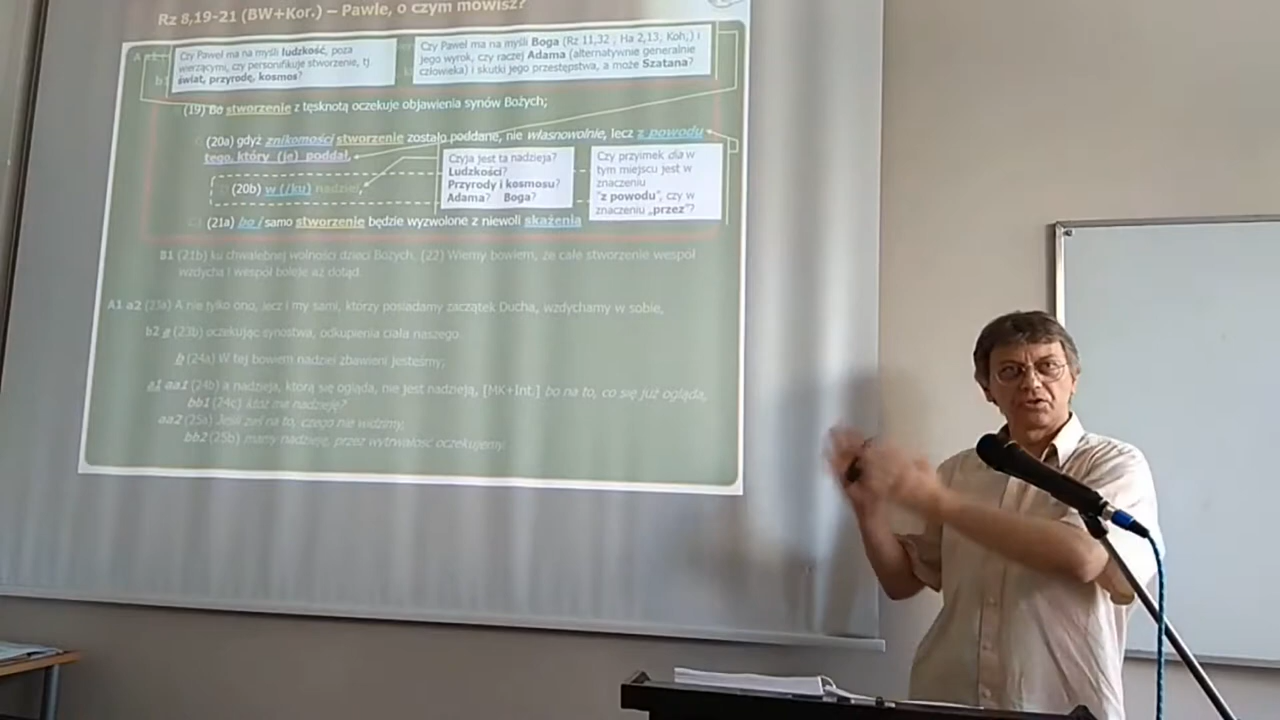 Rz 8,19-21 (BW+Kor.) – Pawle, o czym mówisz?
Czy Paweł ma na myśli ludzkość, poza
wierzącymi, czy personifikuje stworzenie, tj
świat, przyrodę, kosmos?
Czy Paweł ma na myśli Boga (Rz 11,32 ; Ha 2,13; Koh,) i
jego wyrok, czy raczej Adama (alternatywnie generalnie
człowieka) i skutki jego przestępstwa, a może Szatana?
(19) Bo stworzenie z tęsknotą oczekuje objawienia synów Bożych;
(20a) gdyż znikomości stworzenie zostało poddane, nie własnowolnie, lecz z powodu
tego, który (je) poddał,
(20b) w (/ku) nadziei,
Czyja jest ta nadzieja?
Ludzkości?
Przyrody i kosmosu?
Adama? Boga?
Czy przyimek dia w
tym miejscu jest w
znaczeniu
"z powodu", czy w
znaczeniu „przez"?
(21a) bo i samo stworzenie będzie wyzwolone z niewoli skażenia
B1 (21b) ku chwalebnej wolności dzieci Bożych. (22) Wiemy bowiem, że całe stworzenie wespół
wzdycha i wespół boleje aż dotąd.
A1 a2 (23a) A nie tylko ono, lecz i my sami, którzy posiadamy zaczątek Ducha, wzdychamy w sobie,
b2 a (23b) oczekując synostwa, odkupienia ciała naszego.
b (24a) W tej bowiem nadziei zbawieni jesteśmy;
a1 aa1 (24b) a nadzieja, którą się ogląda, nie jest nadzieją, [MK+Int.] bo na to, co się już ogląda,
bb1 (24c) któż ma nadzieję?
aa2 (25a) Jeśli zaś na to, czego nie widzimy,
bb2 (25b) mamy nadzieję, przez wytrwałość oczekujemy.